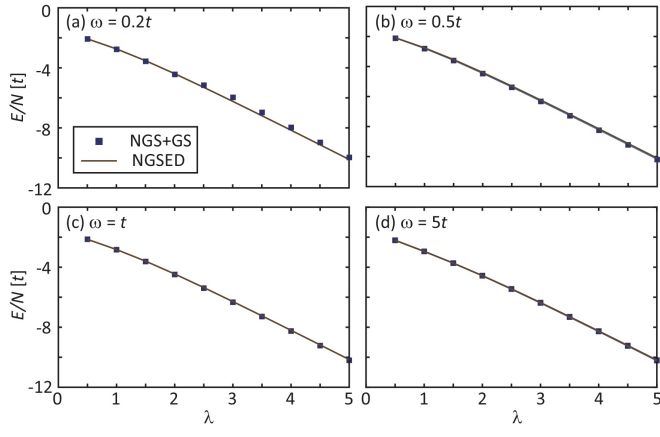 (a) ω = 0.2t
(b) ω = 0.5t
0
-4
-8
-12
E/N [t]
NGS+GS
NGSED
(c) ω = t
(d) ω = 5t
0
-4
-8
-12
E/N [t]
0 1 2 3 4 5
0 1 2 3 4 5
λ
λ